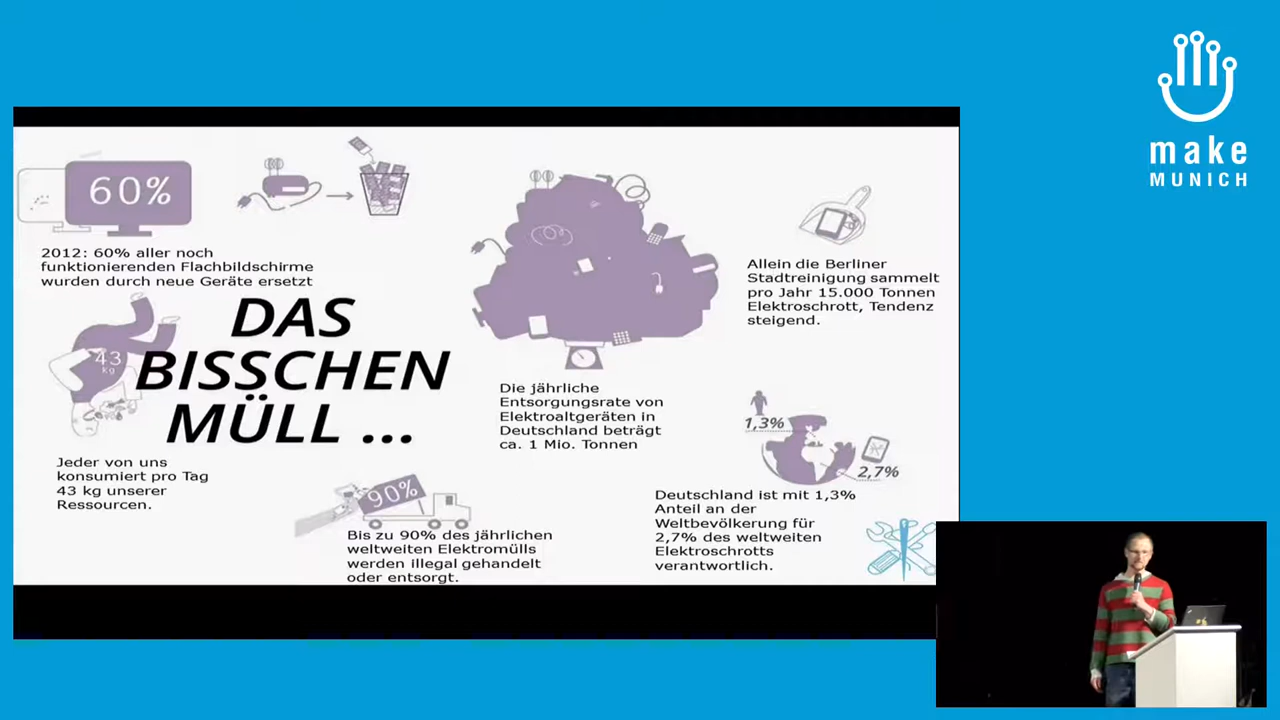 make
MUNICH
60%
2012: 60% aller noch
funktionierenden Flachbildschirme
wurden durch neue Geräte ersetzt
DAS
BISSCHEN
MÜLL ...
43
kg
Jeder von uns
konsumiert pro Tag
43 kg unserer
Ressourcen.
90%
Bis zu 90% des jährlichen
weltweiten Elektromülls
werden illegal gehandelt
oder entsorgt.
Die jährliche
Entsorgungsrate von
Elektroaltgeräten in
Deutschland beträgt
ca. 1 Mio. Tonnen
Allein die Berliner
Stadtreinigung sammelt
pro Jahr 15.000 Tonnen
Elektroschrott, Tendenz
steigend.
1,3%
2,7%
Deutschland ist mit 1,3%
Anteil an der
Weltbevölkerung für
2,7% des weltweiten
Elektroschrotts
verantwortlich.